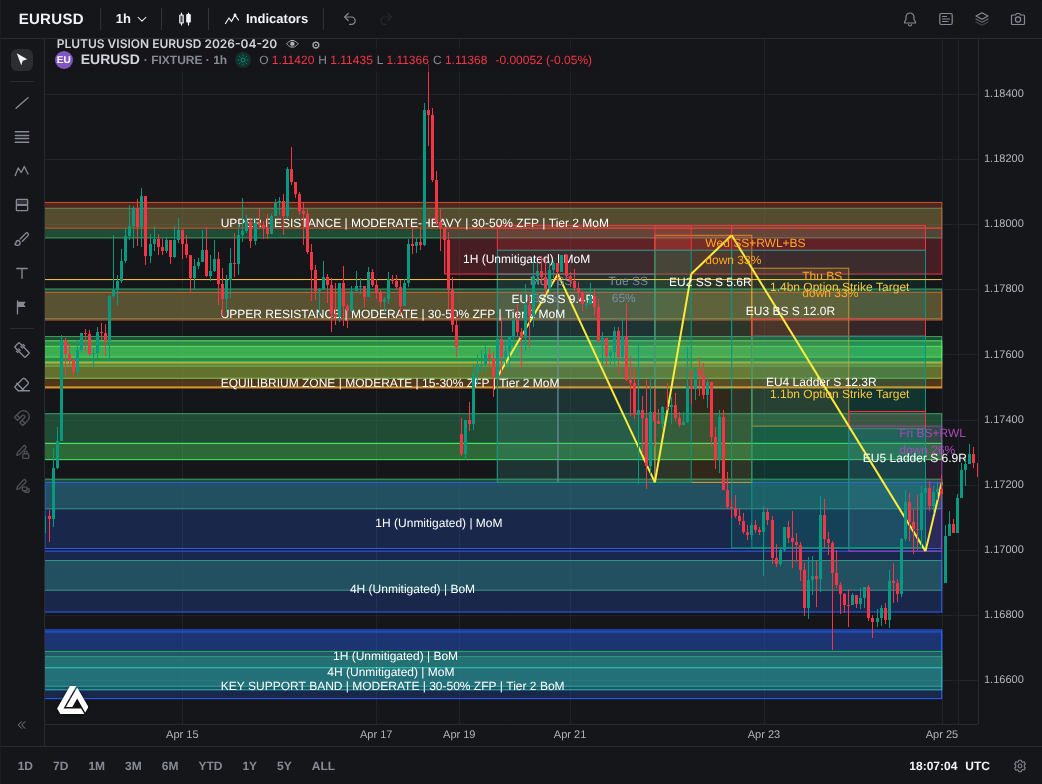 EURUSD 1h Indicators
PLUTUS VISION EURUSD 2026-04-20
EU EURUSD · FIXTURE · 1h O 1.11420 H 1.11435 L 1.11366 C 1.11368 -0.00052 (-0.05%)
1.18400
1.18200
UPPER RESISTANCE | MODERATE-HEAVY | 30-50% ZFP | Tier 2 MoM
1.18000
Wed SS+RWL+BS
down 33%
1H (Unmitigated) | MoM
Tue SS
65%
EU2 SS S 5.6R
Thu BS
down 33%
1.4bn Option Strike Target
1.17800
EU1 SS S 9.4R
EU3 BS S 12.0R
UPPER RESISTANCE | MODERATE | 30-50% ZFP | Tier 2 MoM
1.17600
EQUILIBRIUM ZONE | MODERATE | 15-30% ZFP | Tier 2 MoM
EU4 Ladder S 12.3R
1.1bn Option Strike Target
1.17400
Fri BS+RWL
down
EU5 Ladder S 6.9R
1.17200
1H (Unmitigated) | MoM
1.17000
4H (Unmitigated) | BoM
1.16800
1H (Unmitigated) | BoM
4H (Unmitigated) | MoM
KEY SUPPORT BAND | MODERATE | 30-50% ZFP | Tier 2 BoM
1.16600
Apr 15 Apr 17 Apr 19 Apr 21 Apr 23 Apr 25
1D 7D 1M 3M 6M YTD 1Y 5Y ALL 18:07:04 UTC